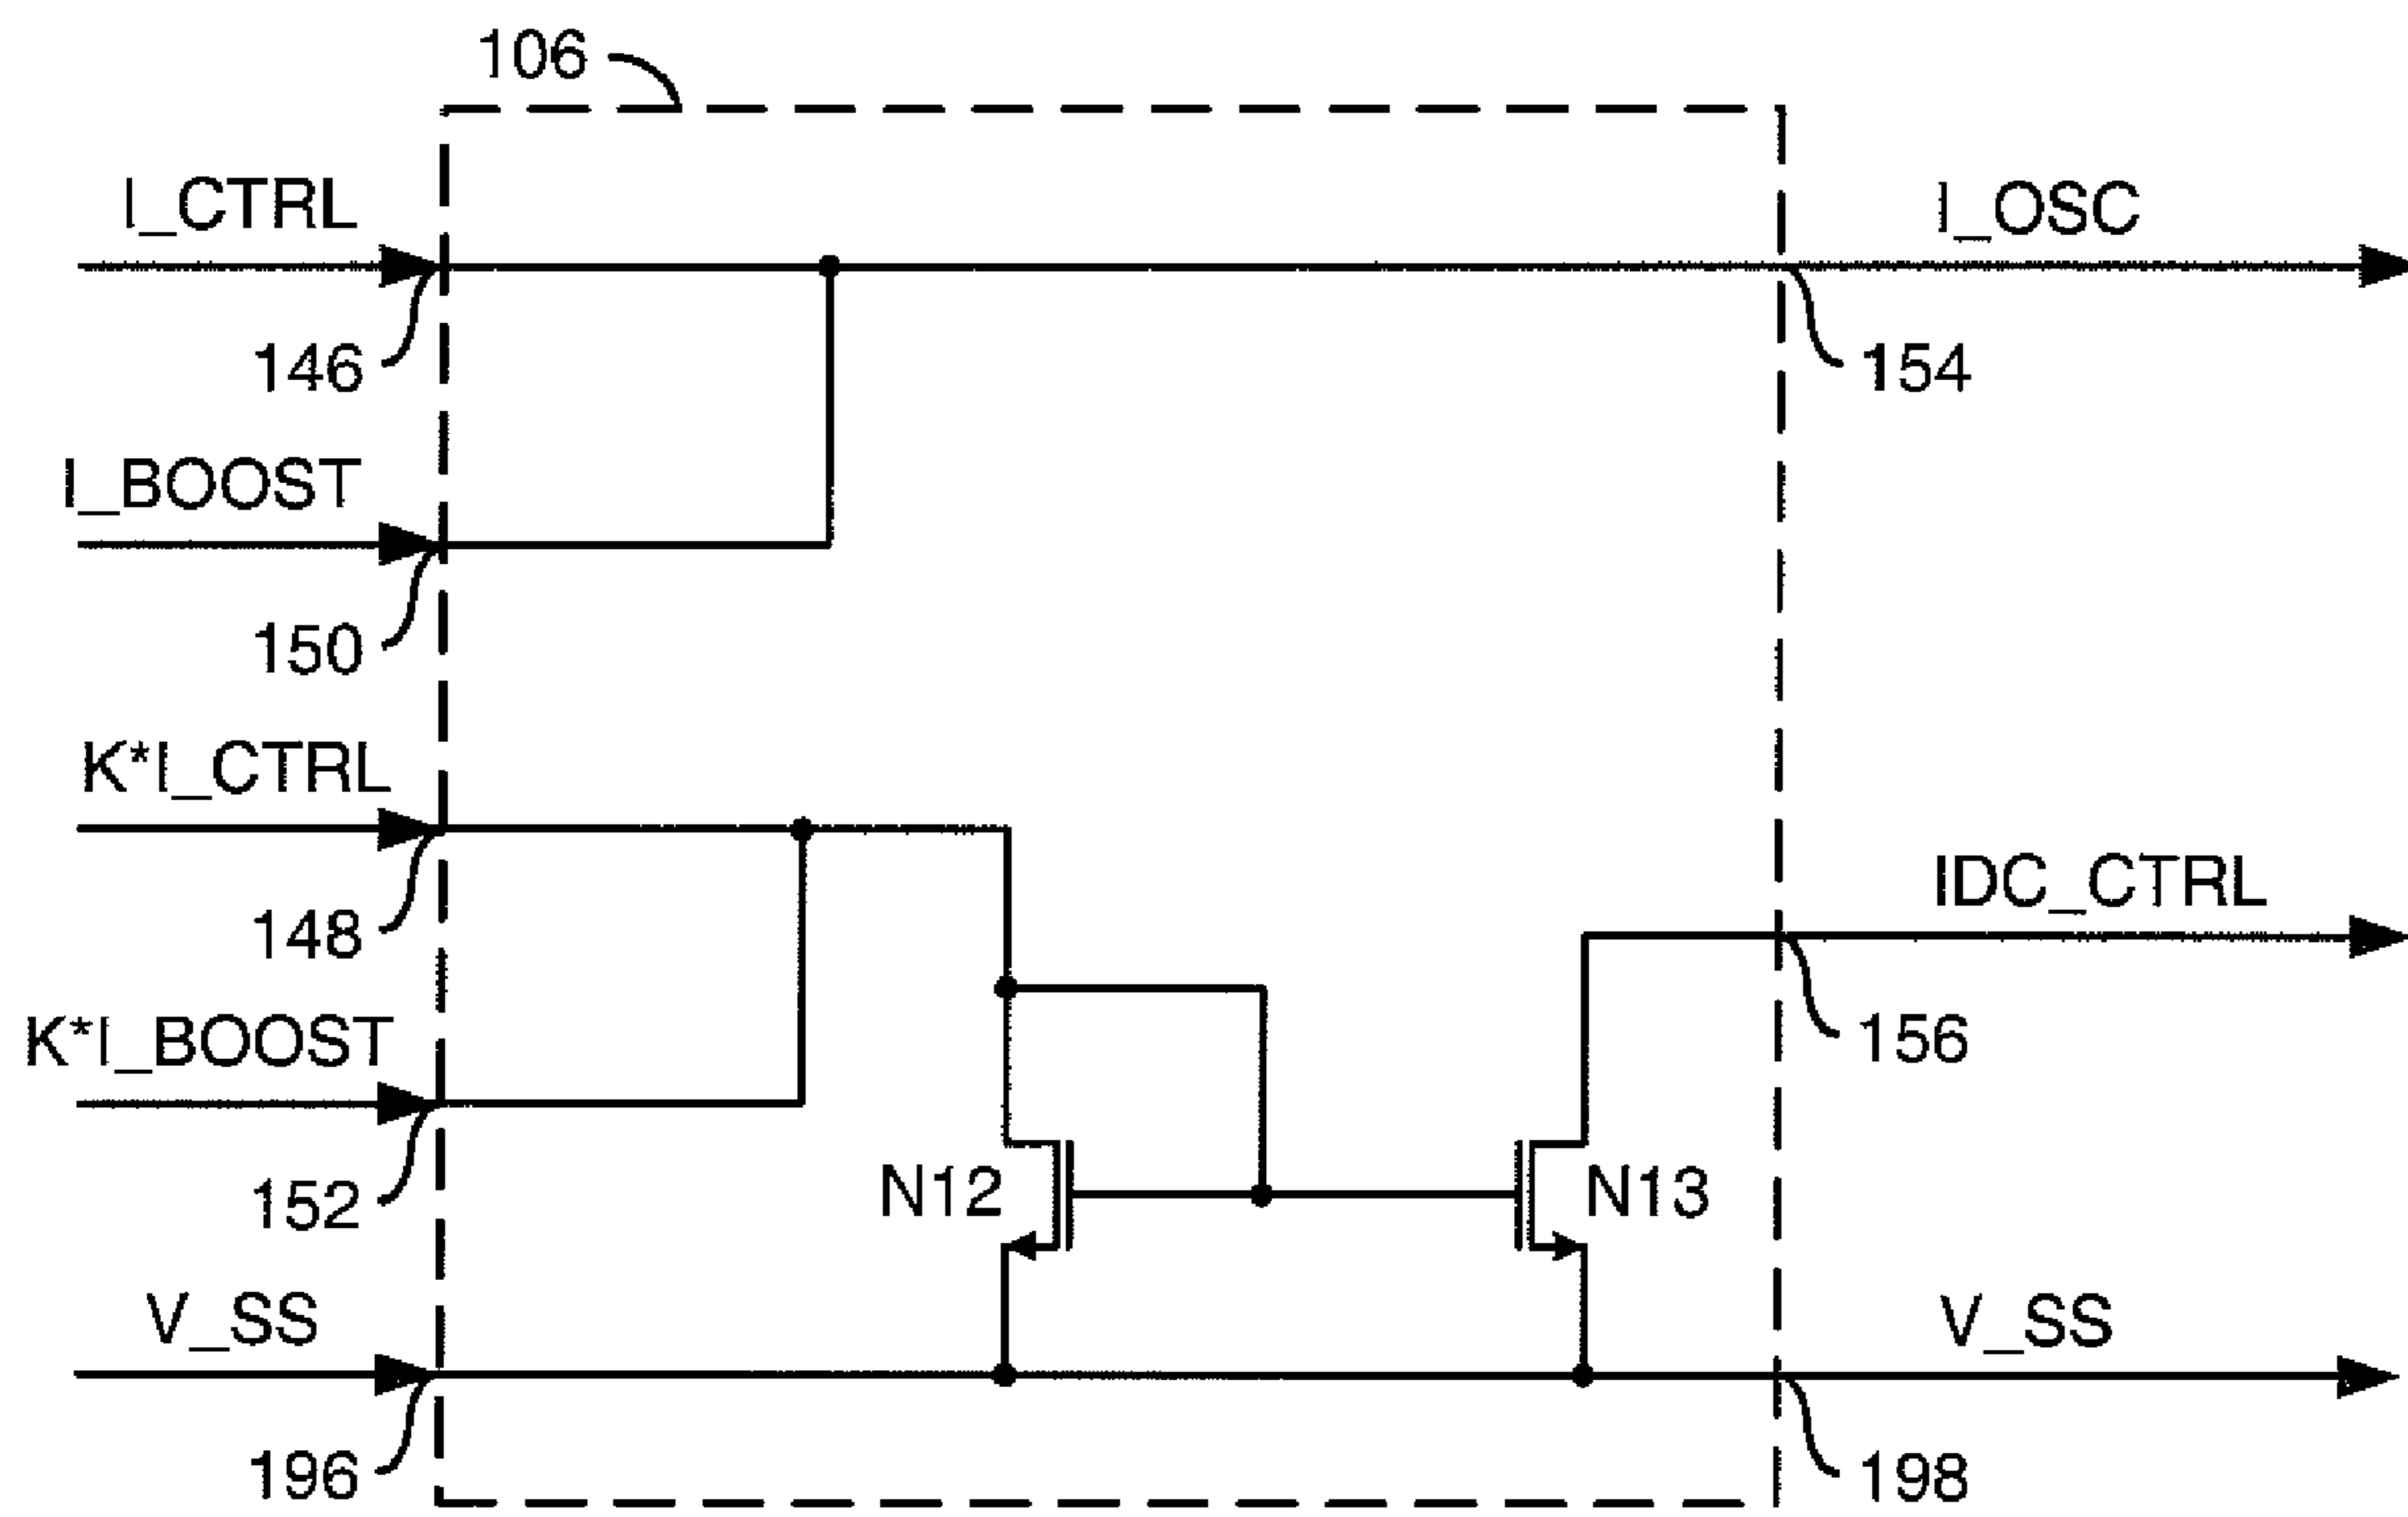 106
I_CTRL
I_OSC
146
154
I_BOOST
150
K*I_CTRL
IDC_CTRL
148
156
K*I_BOOST
152
N12
N13
V_SS
V_SS
196
198